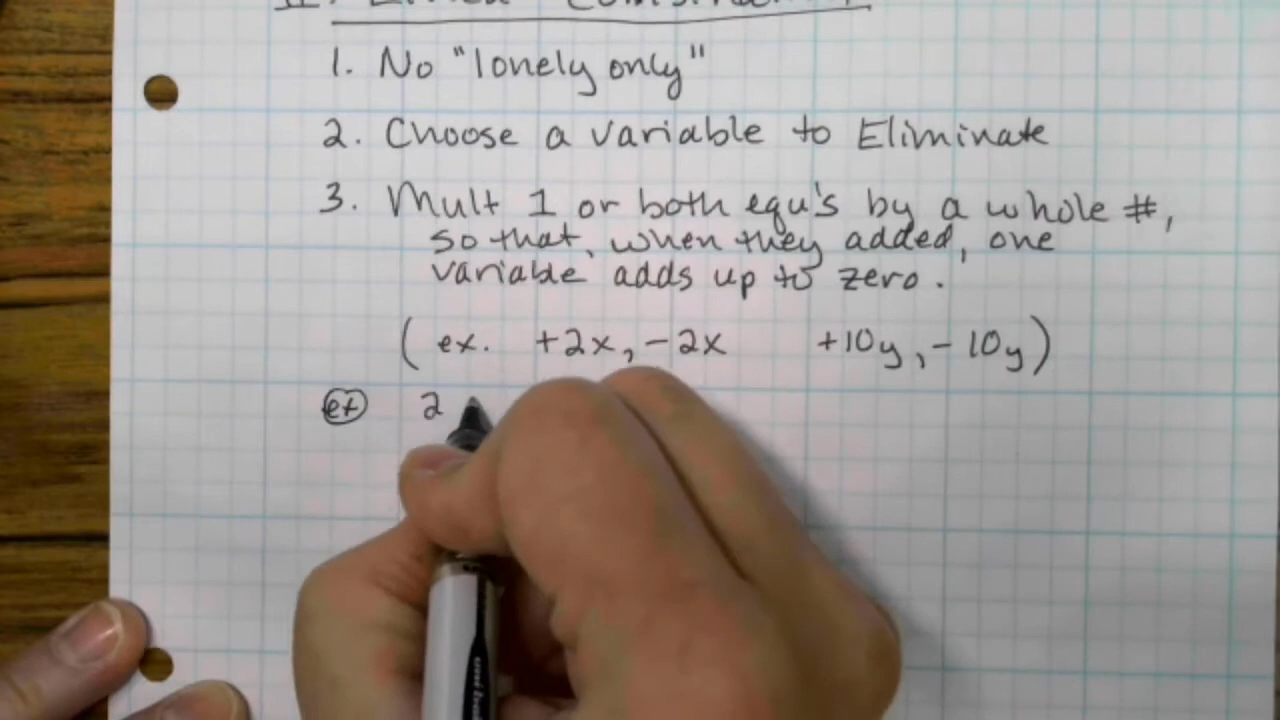 1. No "lonely only"
2. Choose a variable to Eliminate
3. Mult 1 or both equ's by a whole #,
so that, when they added, one
variable adds up to zero.
(ex. +2x, -2x +10y, -10y)
ex 2